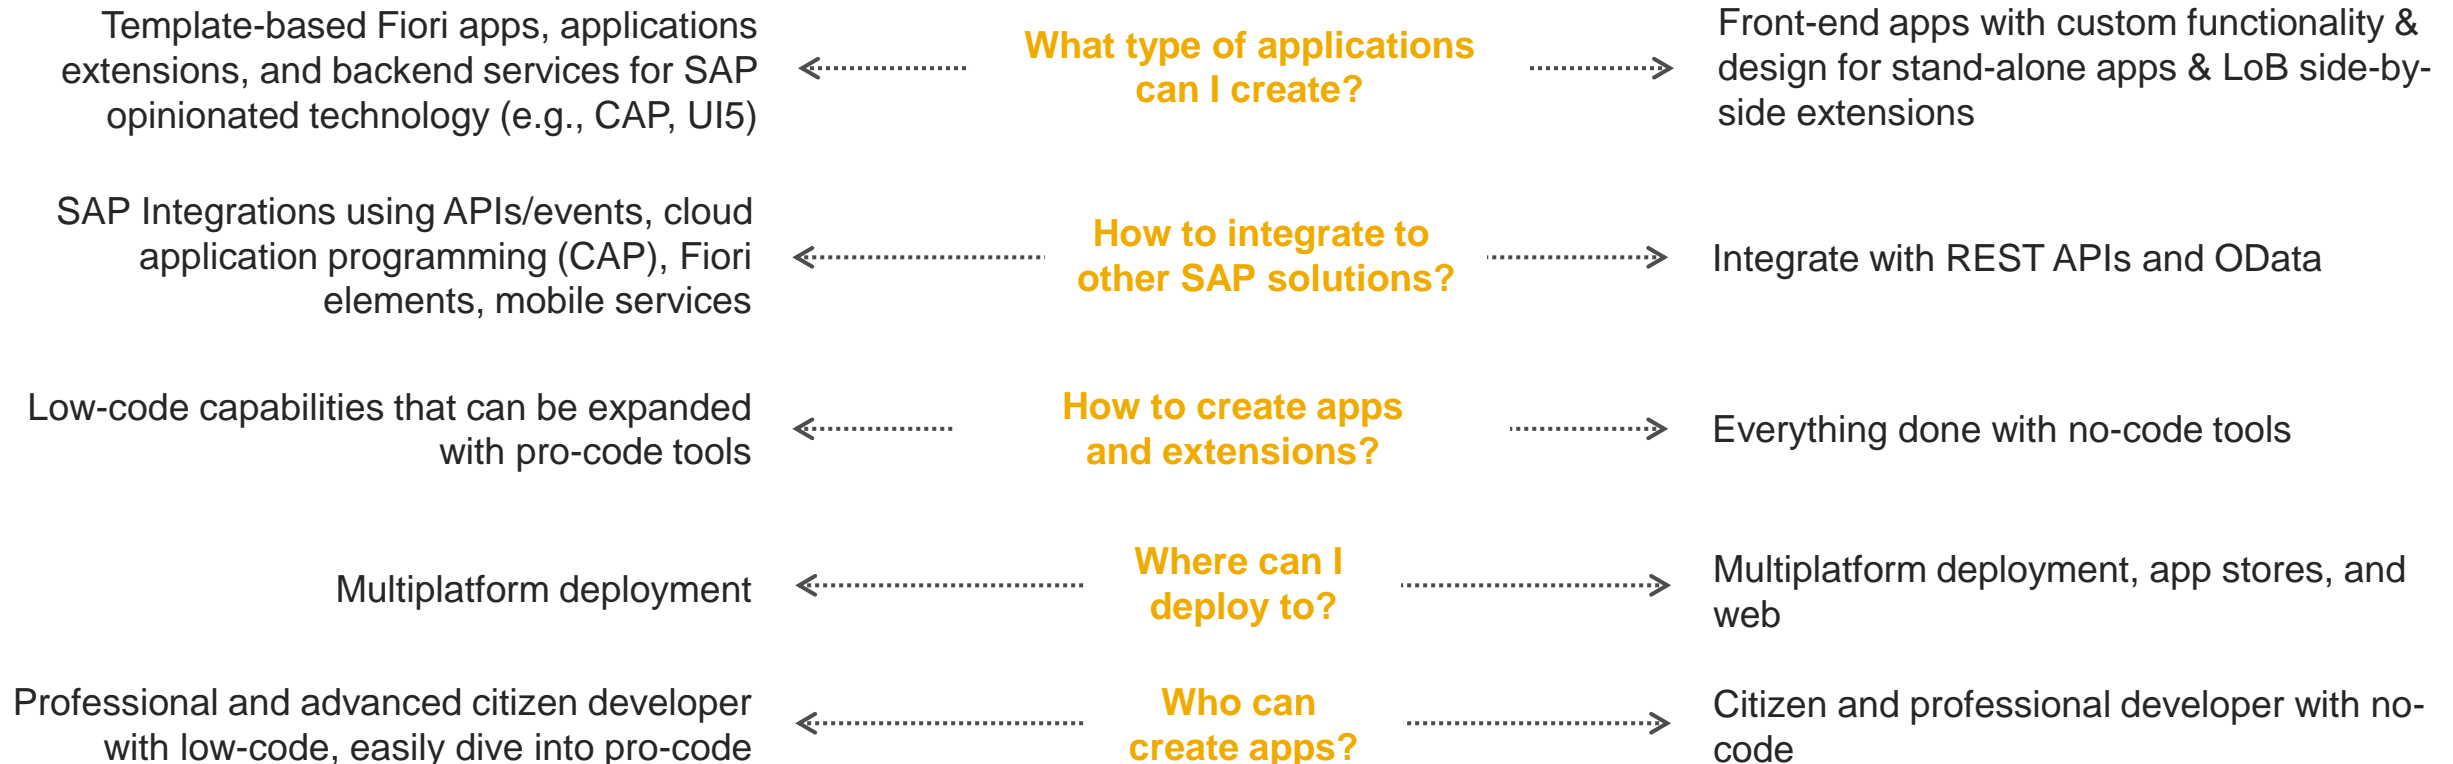 Template-based Fiori apps, applications
extensions, and backend services for SAP
opinionated technology (e.g., CAP, UI5)
What type of applications
can I create?
Front-end apps with custom functionality &
design for stand-alone apps & LoB side-by-
side extensions
SAP Integrations using APIs/events, cloud
application programming (CAP), Fiori
elements, mobile services
How to integrate to
other SAP solutions?
Integrate with REST APIs and OData
Low-code capabilities that can be expanded
with pro-code tools
How to create apps
and extensions?
Everything done with no-code tools
Multiplatform deployment
Where can I
deploy to?
Multiplatform deployment, app stores, and
web
Professional and advanced citizen developer
with low-code, easily dive into pro-code
Who can
create apps?
Citizen and professional developer with no-
code